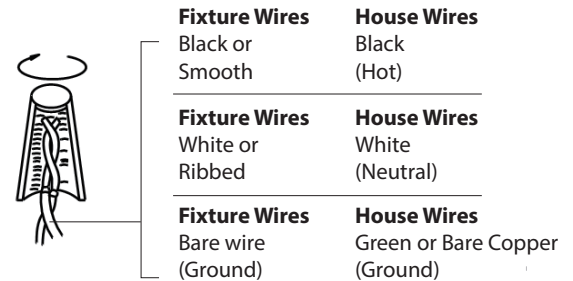 Fixture Wires House Wires
Black or Black
Smooth (Hot)
Fixture Wires House Wires
White or White
Ribbed (Neutral)
Fixture Wires House Wires
Bare wire Green or Bare Copper
(Ground) (Ground)